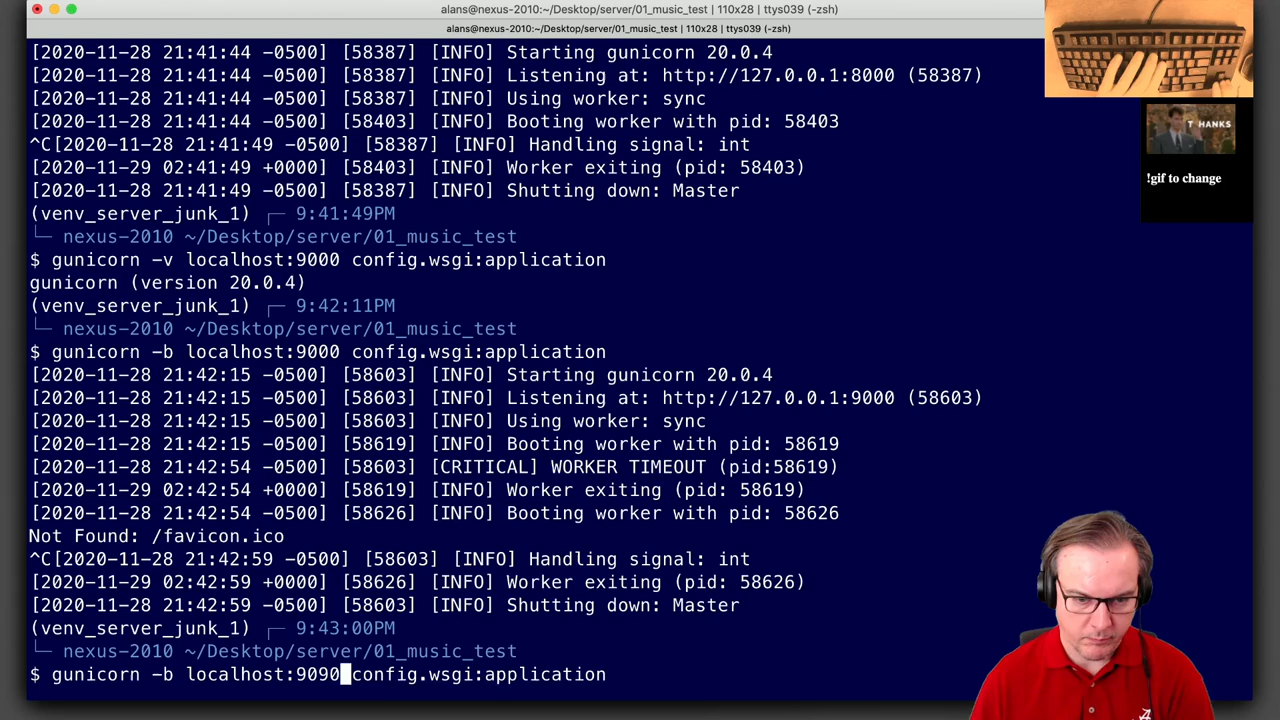 alans@nexus-2010:~/Desktop/server/01_music_test | 110x28 | ttys039 (-zsh)
alans@nexus-2010:~/Desktop/server/01_music_test | 110x28 | ttys039 (-zsh)
[2020-11-28 21:41:44 -0500] [58387] [INFO] Starting gunicorn 20.0.4
[2020-11-28 21:41:44 -0500] [58387] [INFO] Listening at: http://127.0.0.1:8000 (58387)
[2020-11-28 21:41:44 -0500] [58387] [INFO] Using worker: sync
[2020-11-28 21:41:44 -0500] [58403] [INFO] Booting worker with pid: 58403
^C[2020-11-28 21:41:49 -0500] [58387] [INFO] Handling signal: int
[2020-11-29 02:41:49 +0000] [58403] [INFO] Worker exiting (pid: 58403)
[2020-11-28 21:41:49 -0500] [58387] [INFO] Shutting down: Master
(venv_server_junk_1) ┌─ 9:41:49PM
└─ nexus-2010 ~/Desktop/server/01_music_test
$ gunicorn -v localhost:9000 config.wsgi:application
gunicorn (version 20.0.4)
(venv_server_junk_1) ┌─ 9:42:11PM
└─ nexus-2010 ~/Desktop/server/01_music_test
$ gunicorn -b localhost:9000 config.wsgi:application
[2020-11-28 21:42:15 -0500] [58603] [INFO] Starting gunicorn 20.0.4
[2020-11-28 21:42:15 -0500] [58603] [INFO] Listening at: http://127.0.0.1:9000 (58603)
[2020-11-28 21:42:15 -0500] [58603] [INFO] Using worker: sync
[2020-11-28 21:42:15 -0500] [58619] [INFO] Booting worker with pid: 58619
[2020-11-28 21:42:54 -0500] [58603] [CRITICAL] WORKER TIMEOUT (pid:58619)
[2020-11-29 02:42:54 +0000] [58619] [INFO] Worker exiting (pid: 58619)
[2020-11-28 21:42:54 -0500] [58626] [INFO] Booting worker with pid: 58626
Not Found: /favicon.ico
^C[2020-11-28 21:42:59 -0500] [58603] [INFO] Handling signal: int
[2020-11-29 02:42:59 +0000] [58626] [INFO] Worker exiting (pid: 58626)
[2020-11-28 21:42:59 -0500] [58603] [INFO] Shutting down: Master
(venv_server_junk_1) ┌─ 9:43:00PM
└─ nexus-2010 ~/Desktop/server/01_music_test
$ gunicorn -b localhost:9090 config.wsgi:application
T HANKS
!gif to change
A